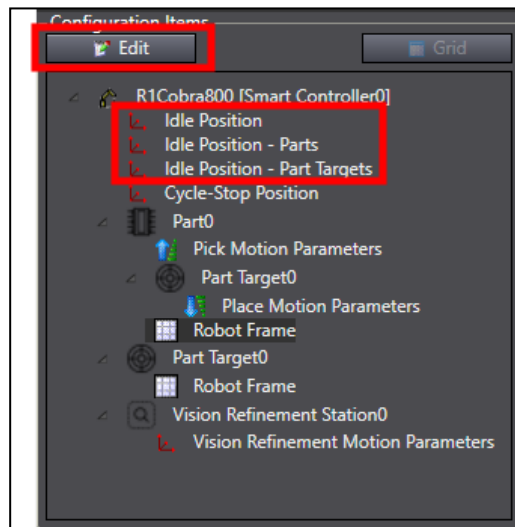 Configuration Items
Edit
Grid
R1Cobra800 [Smart Controller0]
Idle Position
Idle Position - Parts
Idle Position - Part Targets
Cycle-Stop Position
Part0
Pick Motion Parameters
Part Target0
Place Motion Parameters
Robot Frame
Part Target0
Robot Frame
Vision Refinement Station0
Vision Refinement Motion Parameters